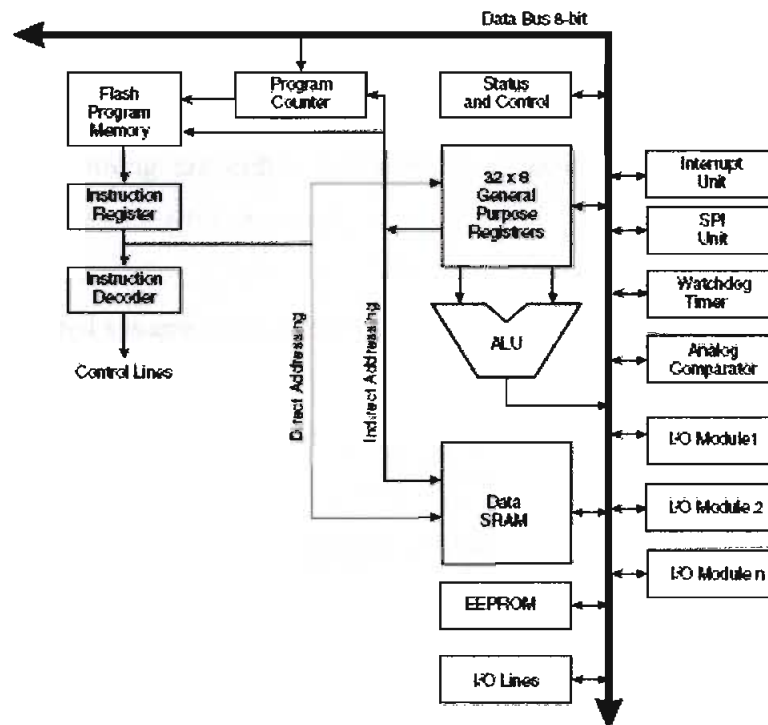 Data Bus 8-bit
Flash
Program
Memory
Program
Counter
Status
and Control
Instruction
Register
32 x 8
General
Purpose
Registrers
Interrupt
Unit
SPI
Unit
Instruction
Decoder
Watchdog
Timer
ALU
Analog
Comparator
Control Lines
Direct Addressing
Indirect Addressing
I/O Module1
Data
SRAM
I/O Module 2
I/O Module n
EEPROM
I/O Lines